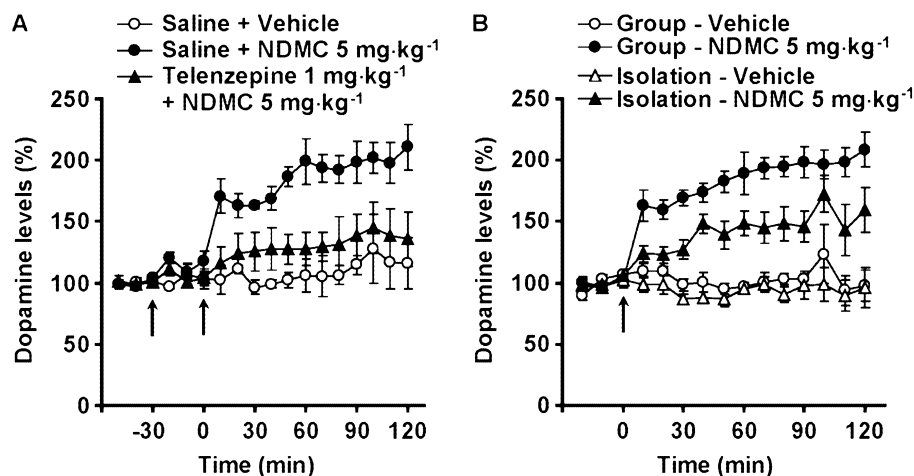 A
Saline + Vehicle
Saline + NDMC 5 mg·kg⁻¹
Telenzepine 1 mg·kg⁻¹
+ NDMC 5 mg·kg⁻¹
Dopamine levels (%)
250
200
150
100
50
0
-30 0 30 60 90 120
Time (min)
B
Group - Vehicle
Group - NDMC 5 mg·kg⁻¹
Isolation - Vehicle
Isolation - NDMC 5 mg·kg⁻¹
Dopamine levels (%)
250
200
150
100
50
0
0 30 60 90 120
Time (min)